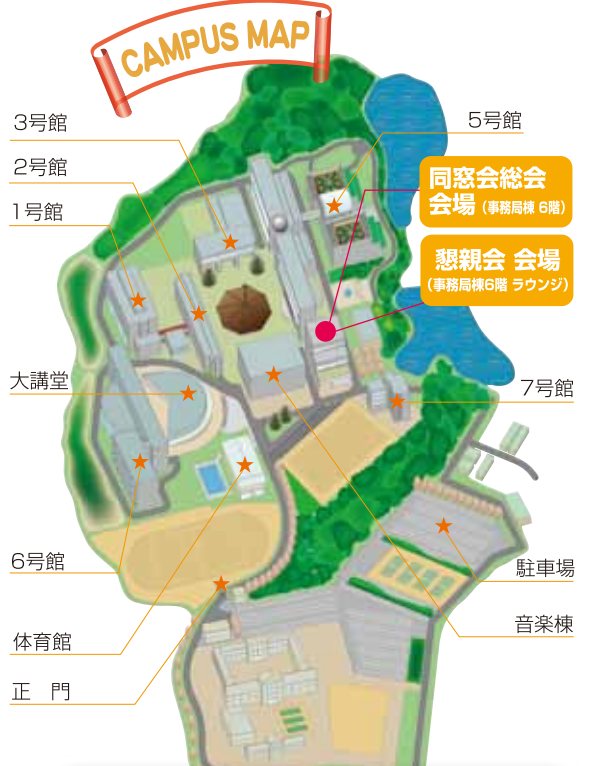 CAMPUS MAP
3号館
5号館
2号館
同窓会総会
会場（事務局棟 6階）
1号館
懇親会 会場
（事務局棟6階 ラウンジ）
大講堂
7号館
6号館
駐車場
音楽棟
体育館
正 門